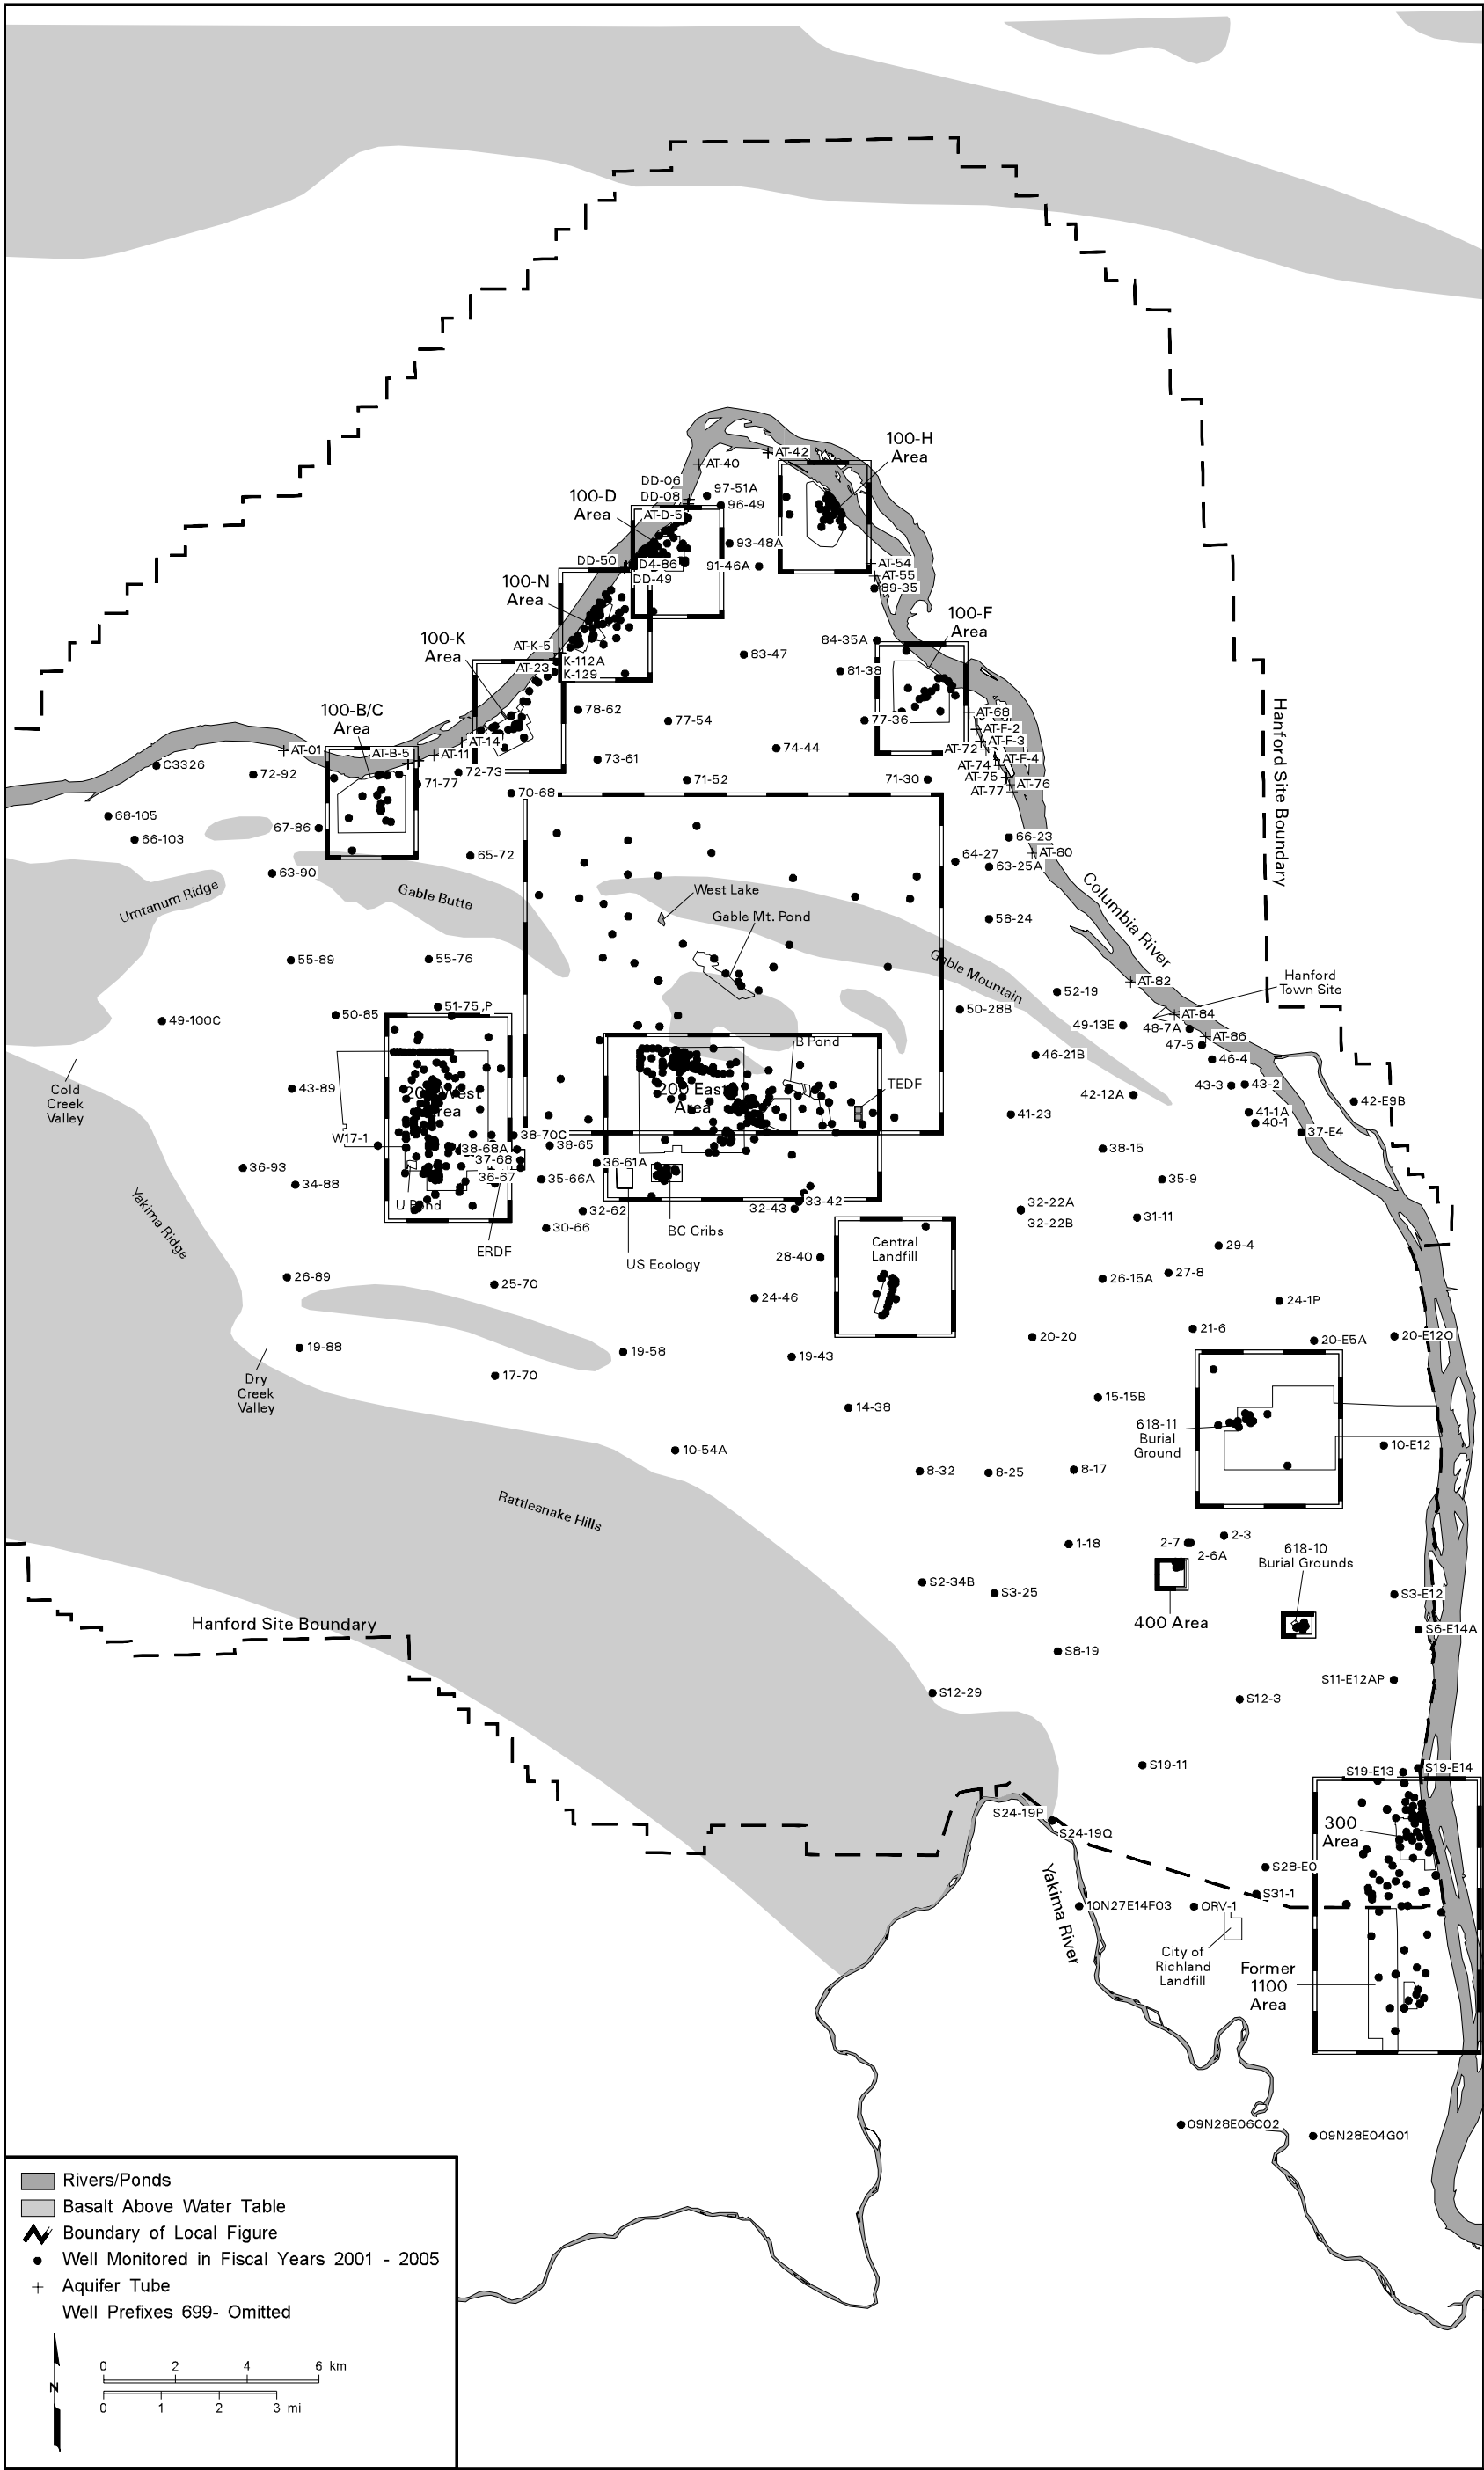 100-H
Area
AT-42
AT-40
DD-06
DD-08
97-51A
96-49
100-D
Area
AT-D-5
93-48A
DD-50
D4-86
91-46A
DD-49
AT-54
AT-55
89-35
100-N
Area
100-F
Area
84-35A
100-K
Area
AT-K-5
K-112A
AT-23
K-129
83-47
81-38
78-62
77-54
77-36
AT-68
AT-F-2
AT-F-3
AT-72
AT-F-4
AT-74
AT-75
AT-76
AT-77
100-B/C
Area
AT-01
AT-B-5
AT-11
AT-14
74-44
73-61
C3326
72-92
72-73
71-77
71-52
71-30
70-68
68-105
67-86
66-103
66-23
AT-80
65-72
64-27
63-25A
63-90
Umtanum Ridge
Gable Butte
West Lake
Gable Mt. Pond
58-24
Columbia River
Hanford Site Boundary
55-89
55-76
Gable Mountain
AT-82
Hanford
Town Site
52-19
51-75 ,P
50-85
50-28B
49-100C
49-13E
AT-84
48-7A
AT-86
47-5
46-4
46-21B
B Pond
TEDF
Cold
Creek
Valley
43-89
200 West
Area
200 East
Area
43-3
43-2
42-12A
42-E9B
41-23
41-1A
40-1
37-E4
W17-1
38-70C
38-65
38-68A
37-68
36-67
38-15
36-93
36-61A
35-66A
35-9
34-88
U Pond
33-42
32-43
32-62
32-22A
32-22B
31-11
Yakima Ridge
30-66
BC Cribs
ERDF
US Ecology
Central
Landfill
28-40
29-4
27-8
26-89
26-15A
25-70
24-46
24-1P
21-6
20-20
20-E5A
20-E12O
19-88
19-58
19-43
Dry
Creek
Valley
17-70
15-15B
14-38
618-11
Burial
Ground
10-54A
10-E12
8-32
8-25
8-17
Rattlesnake Hills
1-18
2-7
2-3
2-6A
618-10
Burial Grounds
S2-34B
S3-25
S3-E12
400 Area
Hanford Site Boundary
S6-E14A
S8-19
S11-E12AP
S12-29
S12-3
S19-11
S19-E13
S19-E14
S24-19P
S24-19Q
300
Area
S28-E0
S31-1
Yakima River
10N27E14F03
ORV-1
City of
Richland
Landfill
Former
1100
Area
09N28E06C02
09N28E04G01
Rivers/Ponds
Basalt Above Water Table
Boundary of Local Figure
Well Monitored in Fiscal Years 2001 - 2005
Aquifer Tube
Well Prefixes 699- Omitted
N
0 2 4 6 km
0 1 2 3 mi